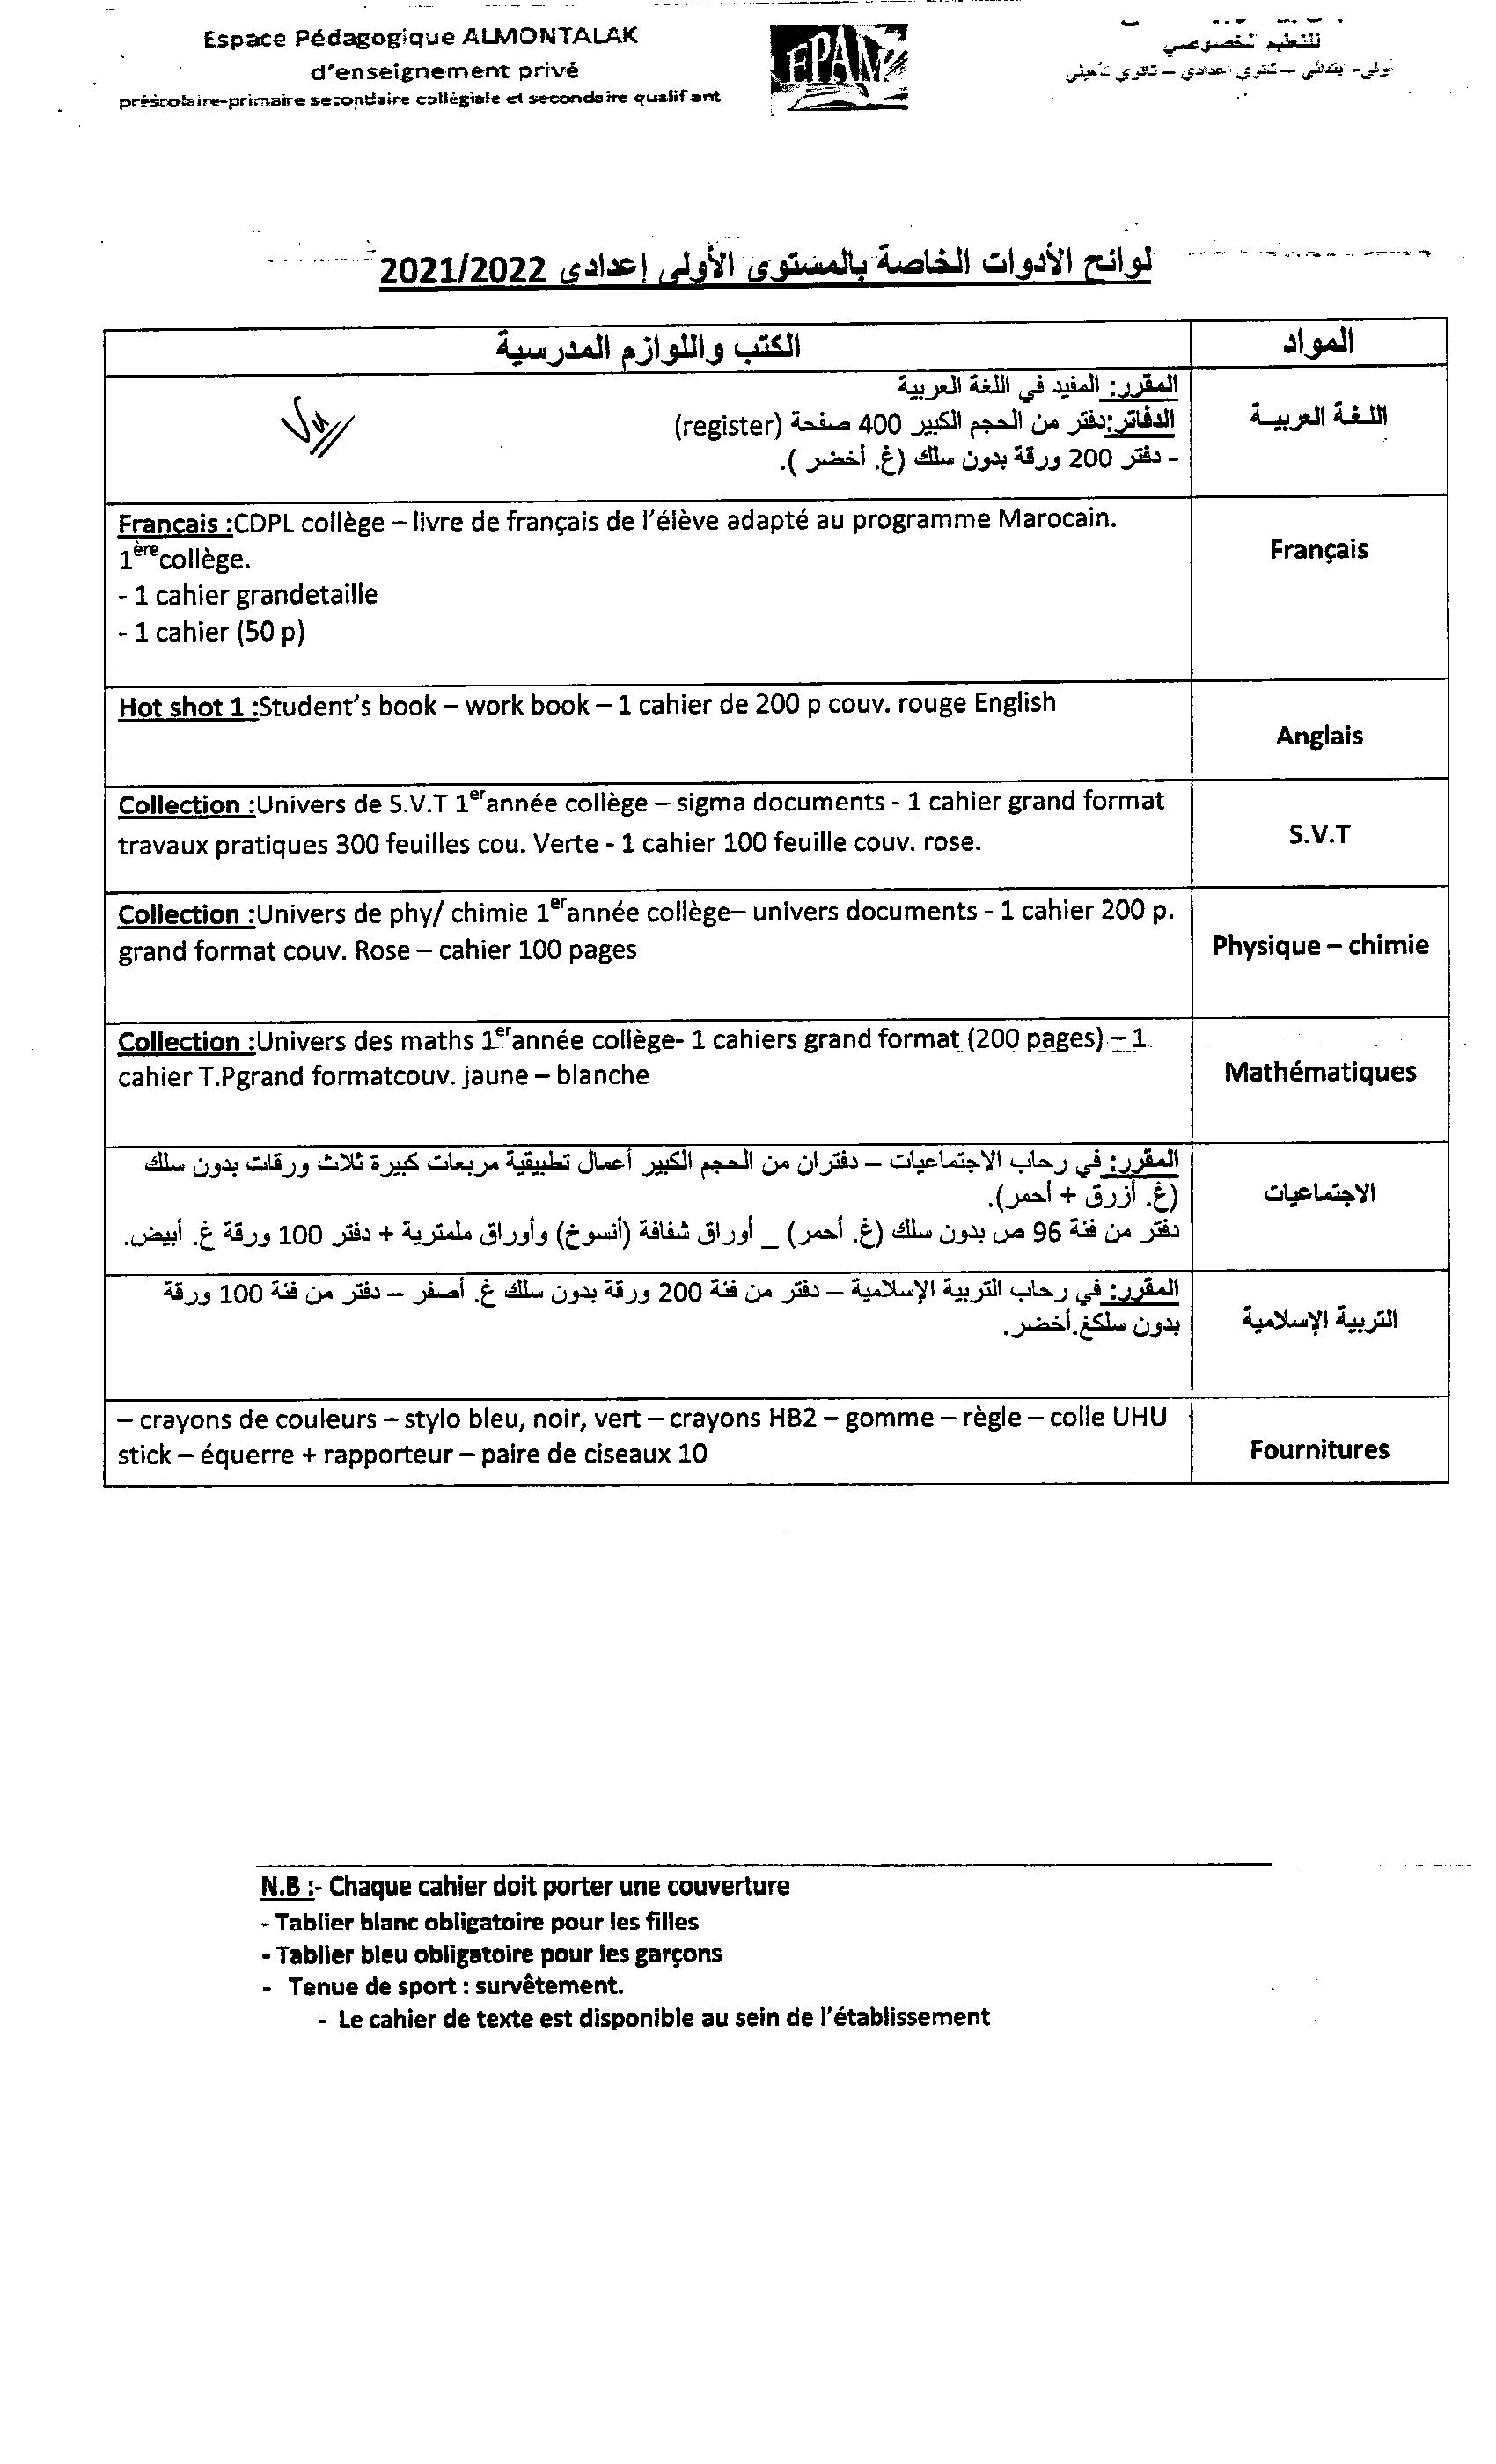 Espace Pédagogique ALMONTALAK
d'enseignement privé
préscolaire-primaire secondaire collégiale et secondaire qualifiant
EPAM
للتعليم الخصوصي
أولي- ابتدائي – ثانوي إعدادي – ثانوي تأهيلي
لوائح الأدوات الخاصة بالمستوى الأولى إعدادي 2021/2022
المواد
الكتب واللوازم المدرسية
اللغة العربية
المقرر: المفيد في اللغة العربية
الدفاتر:دفتر من الحجم الكبير 400 صفحة (register)
- دفتر 200 ورقة بدون سلك (غ. أخضر ).
Vu
Français :CDPL collège – livre de français de l'élève adapté au programme Marocain.
1ère collège.
- 1 cahier grandetaille
- 1 cahier (50 p)
Français
Hot shot 1 :Student's book – work book – 1 cahier de 200 p couv. rouge English
Anglais
Collection :Univers de S.V.T 1er année collège – sigma documents - 1 cahier grand format
travaux pratiques 300 feuilles cou. Verte - 1 cahier 100 feuille couv. rose.
S.V.T
Collection :Univers de phy/ chimie 1er année collège– univers documents - 1 cahier 200 p.
grand format couv. Rose – cahier 100 pages
Physique – chimie
Collection :Univers des maths 1er année collège- 1 cahiers grand format (200 pages) – 1
cahier T.Pgrand formatcouv. jaune – blanche
Mathématiques
الاجتماعيات
المقرر: في رحاب الاجتماعيات – دفتران من الحجم الكبير أعمال تطبيقية مربعات كبيرة ثلاث ورقات بدون سلك
(غ. أزرق + أحمر).
دفتر من فئة 96 ص بدون سلك (غ. أحمر) _ أوراق شفافة (أنسوخ) وأوراق ملمترية + دفتر 100 ورقة غ. أبيض.
التربية الإسلامية
المقرر: في رحاب التربية الإسلامية – دفتر من فئة 200 ورقة بدون سلك غ. أصفر – دفتر من فئة 100 ورقة
بدون سلكغ.أخضر.
– crayons de couleurs – stylo bleu, noir, vert – crayons HB2 – gomme – règle – colle UHU
stick – équerre + rapporteur – paire de ciseaux 10
Fournitures
N.B :- Chaque cahier doit porter une couverture
- Tablier blanc obligatoire pour les filles
- Tablier bleu obligatoire pour les garçons
- Tenue de sport : survêtement.
- Le cahier de texte est disponible au sein de l'établissement